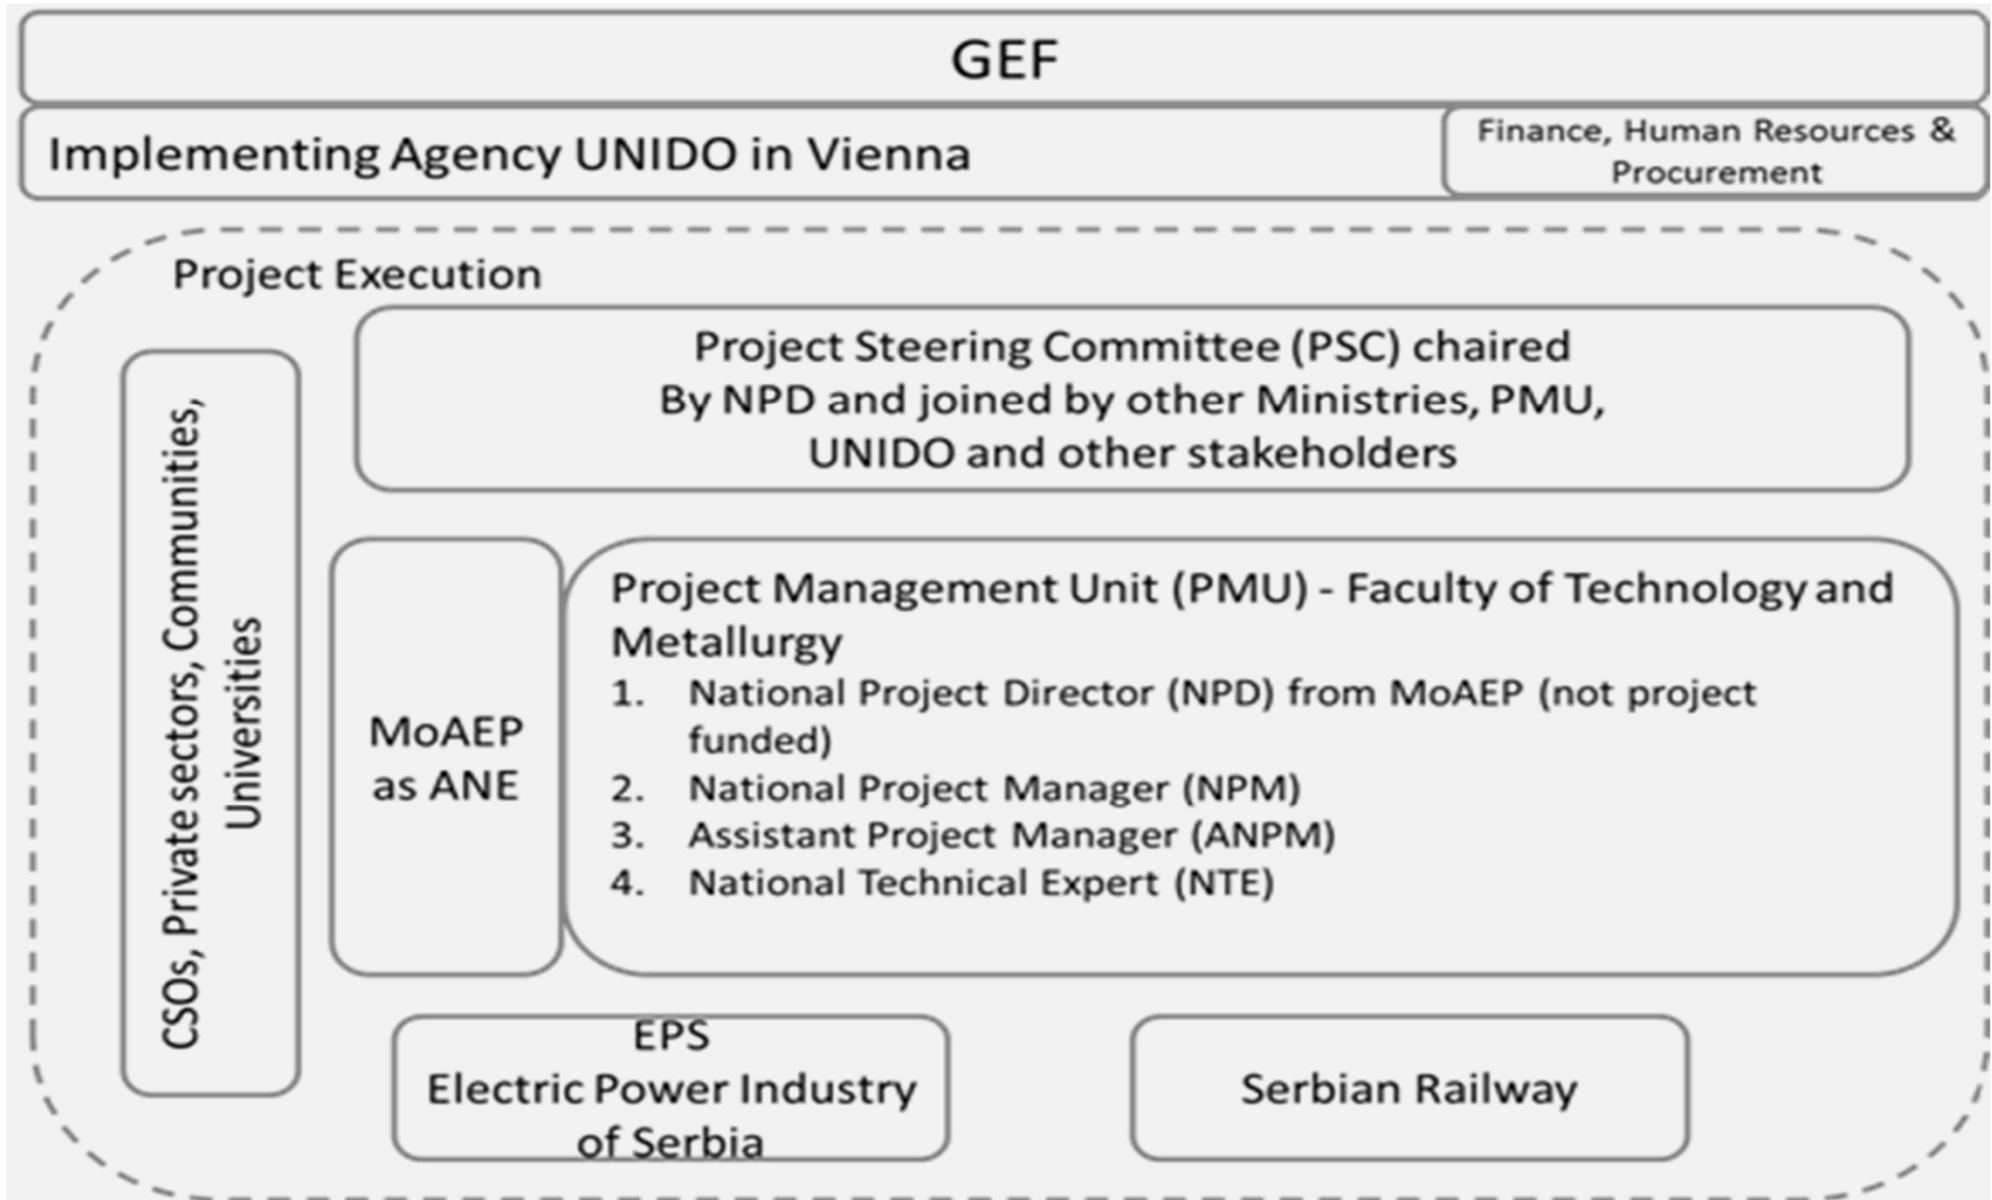 GEF
Implementing Agency UNIDO in Vienna
Finance, Human Resources &
Procurement
Project Execution
Project Steering Committee (PSC) chaired
By NPD and joined by other Ministries, PMU,
UNIDO and other stakeholders
CSOs, Private sectors, Communities,
Universities
MoAEP
as ANE
Project Management Unit (PMU) - Faculty of Technology and
Metallurgy
1. National Project Director (NPD) from MoAEP (not project
funded)
2. National Project Manager (NPM)
3. Assistant Project Manager (ANPM)
4. National Technical Expert (NTE)
EPS
Electric Power Industry
of Serbia
Serbian Railway